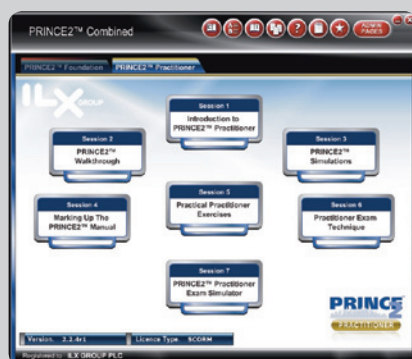 PRINCE2™ Combined
ADMIN
PAGES
PRINCE2™ Foundation
PRINCE2™ Practitioner
ILX GROUP
Session 1
Introduction to
PRINCE2™ Practitioner
Session 2
PRINCE2™
Walkthrough
Session 3
PRINCE2™
Simulations
Session 4
Marking Up The
PRINCE2™ Manual
Session 5
Practical Practitioner
Exercises
Session 6
Practitioner Exam
Technique
Session 7
PRINCE2™ Practitioner
Exam Simulator
PRINCE2
PRACTITIONER
Version. 2.2.4r1
Licence Type. SCORM
Registered to ILX GROUP PLC